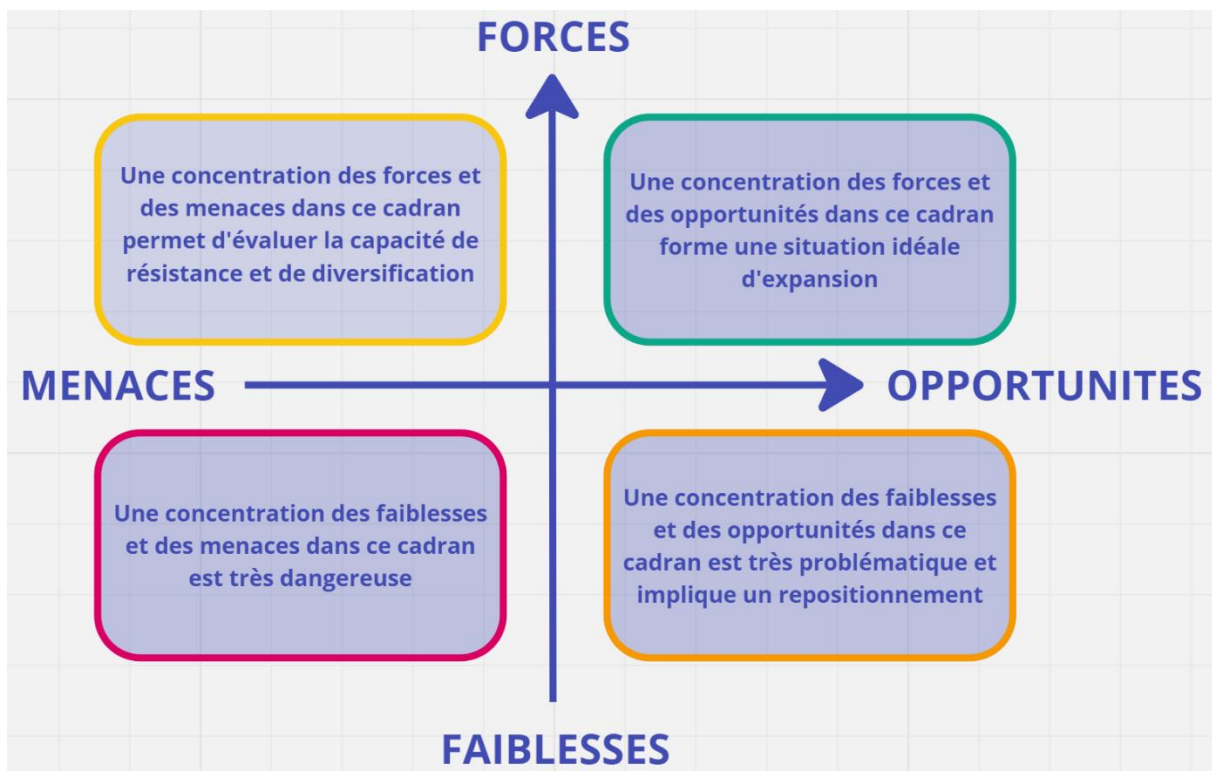 FORCES
Une concentration des forces et
des menaces dans ce cadran
permet d'évaluer la capacité de
résistance et de diversification
Une concentration des forces et
des opportunités dans ce cadran
forme une situation idéale
d'expansion
MENACES
OPPORTUNITES
Une concentration des faiblesses
et des menaces dans ce cadran
est très dangereuse
Une concentration des faiblesses
et des opportunités dans ce
cadran est très problématique et
implique un repositionnement
FAIBLESSES